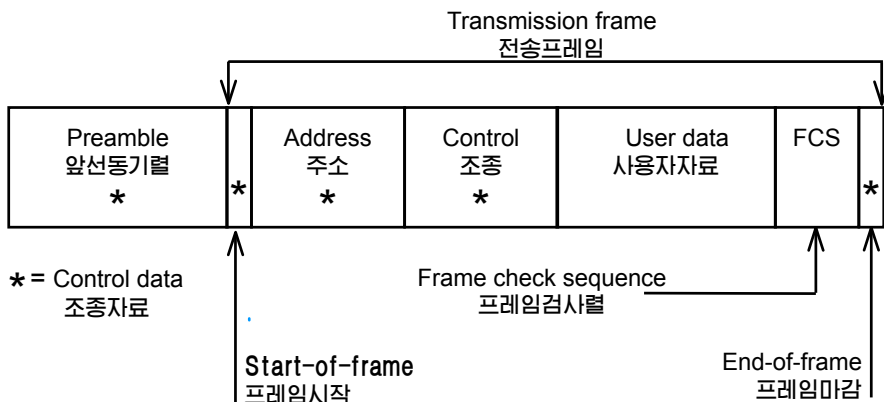 Transmission frame
전송프레임
Preamble
앞선동기렬
*
*
Address
주소
*
Control
조종
*
User data
사용자자료
FCS
*
* = Control data
조종자료
Frame check sequence
프레임검사렬
Start-of-frame
프레임시작
End-of-frame
프레임마감